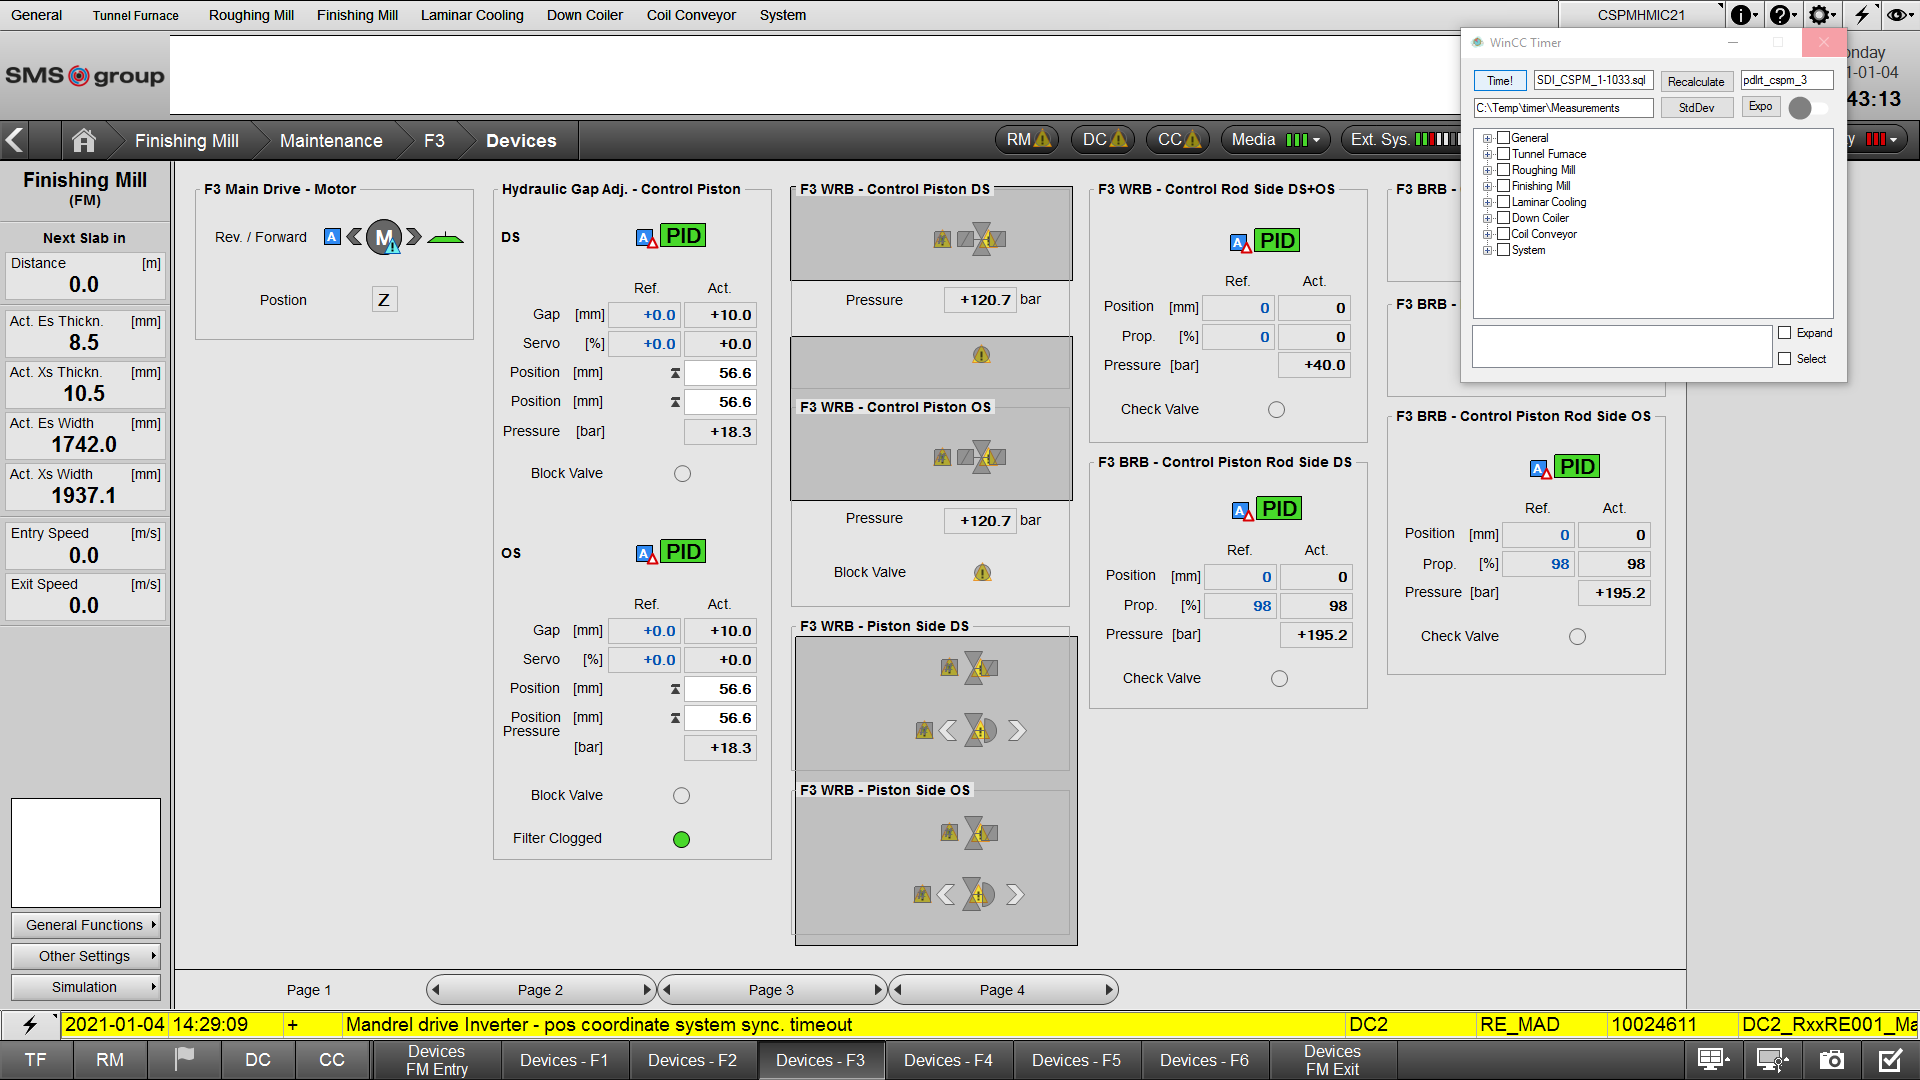 General Tunnel Furnace Roughing Mill Finishing Mill Laminar Cooling Down Coiler Coil Conveyor System CSPMHMIC21
SMS group
WinCC Timer
Time! SDI_CSPM_1-1033.sql Recalculate pdlrt_cspm_3
C:\Temp\timer\Measurements StdDev Expo
General
Tunnel Furnace
Roughing Mill
Finishing Mill
Laminar Cooling
Down Coiler
Coil Conveyor
System
Expand
Select
43:13
Finishing Mill Maintenance F3 Devices RM DC CC Media Ext. Sys.
Finishing Mill
(FM)
Next Slab in
Distance [m]
0.0
Act. Es Thickn. [mm]
8.5
Act. Xs Thickn. [mm]
10.5
Act. Es Width [mm]
1742.0
Act. Xs Width [mm]
1937.1
Entry Speed [m/s]
0.0
Exit Speed [m/s]
0.0
General Functions
Other Settings
Simulation
F3 Main Drive - Motor
Rev. / Forward A M
Postion Z
Hydraulic Gap Adj. - Control Piston
DS A PID
Ref. Act.
Gap [mm] +0.0 +10.0
Servo [%] +0.0 +0.0
Position [mm] 56.6
Position [mm] 56.6
Pressure [bar] +18.3
Block Valve
OS A PID
Ref. Act.
Gap [mm] +0.0 +10.0
Servo [%] +0.0 +0.0
Position [mm] 56.6
Position [mm] 56.6
Pressure
[bar] +18.3
Block Valve
Filter Clogged
F3 WRB - Control Piston DS
Pressure +120.7 bar
F3 WRB - Control Piston OS
Pressure +120.7 bar
Block Valve
F3 WRB - Piston Side DS
F3 WRB - Piston Side OS
F3 WRB - Control Rod Side DS+OS
A PID
Ref. Act.
Position [mm] 0 0
Prop. [%] 0 0
Pressure [bar] +40.0
Check Valve
F3 BRB - Control Piston Rod Side DS
A PID
Ref. Act.
Position [mm] 0 0
Prop. [%] 98 98
Pressure [bar] +195.2
Check Valve
F3 BRB -
F3 BRB -
F3 BRB - Control Piston Rod Side OS
A PID
Ref. Act.
Position [mm] 0 0
Prop. [%] 98 98
Pressure [bar] +195.2
Check Valve
Page 1 Page 2 Page 3 Page 4
2021-01-04 14:29:09 + Mandrel drive Inverter - pos coordinate system sync. timeout DC2 RE_MAD 10024611 DC2_RxxRE001_Ma
TF RM DC CC Devices FM Entry Devices - F1 Devices - F2 Devices - F3 Devices - F4 Devices - F5 Devices - F6 Devices FM Exit